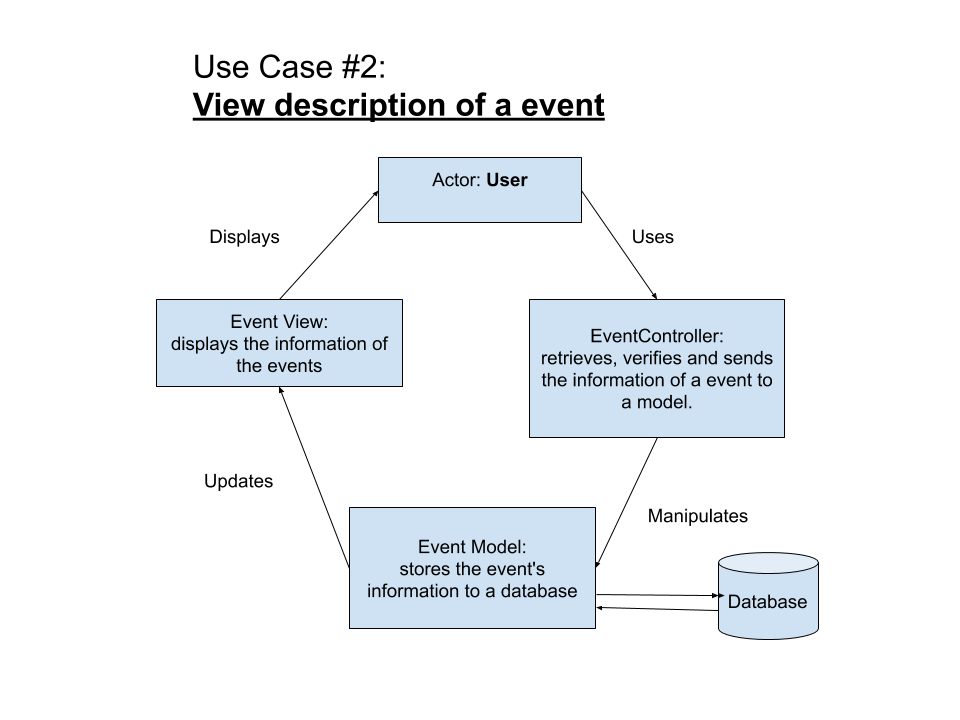 Use Case #2:
View description of a event
Actor: User
Displays
Uses
Event View:
displays the information of
the events
EventController:
retrieves, verifies and sends
the information of a event to
a model.
Updates
Manipulates
Event Model:
stores the event's
information to a database
Database